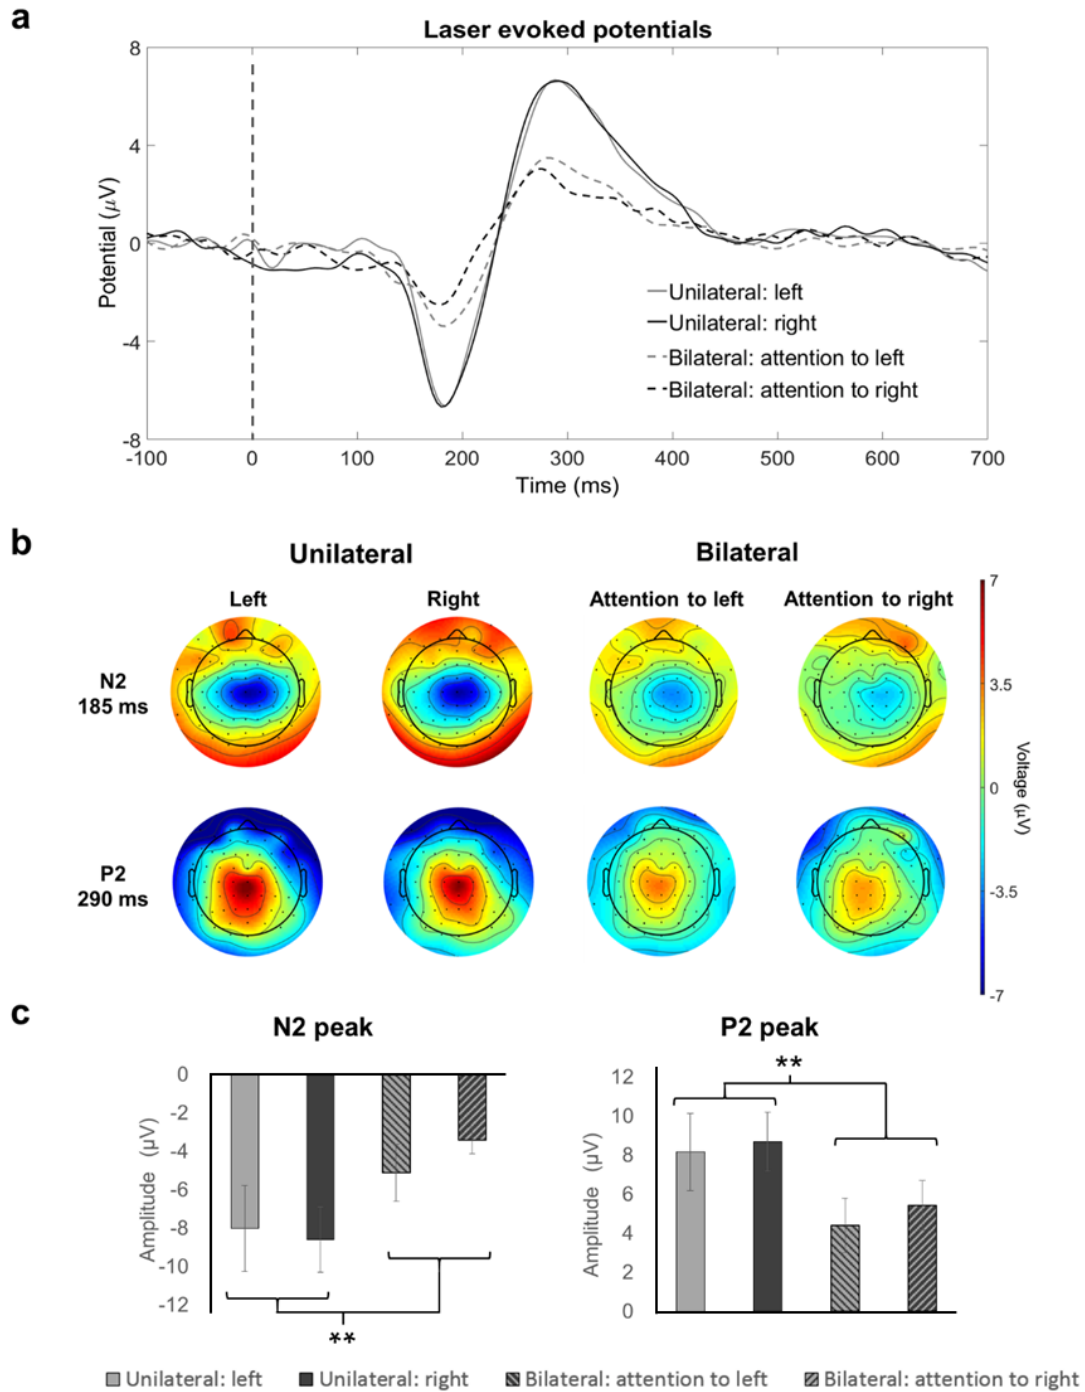 a
Laser evoked potentials
8
4
0
-4
-8
Potential (μV)
-100 0 100 200 300 400 500 600 700
Time (ms)
Unilateral: left
Unilateral: right
Bilateral: attention to left
Bilateral: attention to right
b
Unilateral Bilateral
Left Right Attention to left Attention to right
N2
185 ms
P2
290 ms
7
3.5
0
-3.5
-7
Voltage (μV)
c
N2 peak
0
-2
-4
-6
-8
-10
-12
Amplitude (μV)
**
P2 peak
**
12
10
8
6
4
2
0
Amplitude (μV)
Unilateral: left Unilateral: right Bilateral: attention to left Bilateral: attention to right